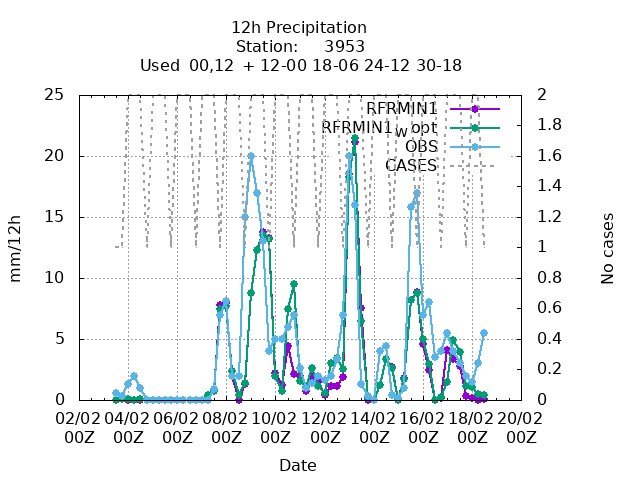 12h Precipitation
Station: 3953
Used 00,12 + 12-00 18-06 24-12 30-18
25 2
RFRMIN1
RFRMIN1_W opt
OBS
CASES
1.8
20 1.6
1.4
15 1.2
mm/12h No cases
1
10 0.8
0.6
5 0.4
0.2
0 0
02/02 04/02 06/02 08/02 10/02 12/02 14/02 16/02 18/02 20/02
00Z 00Z 00Z 00Z 00Z 00Z 00Z 00Z 00Z 00Z
Date